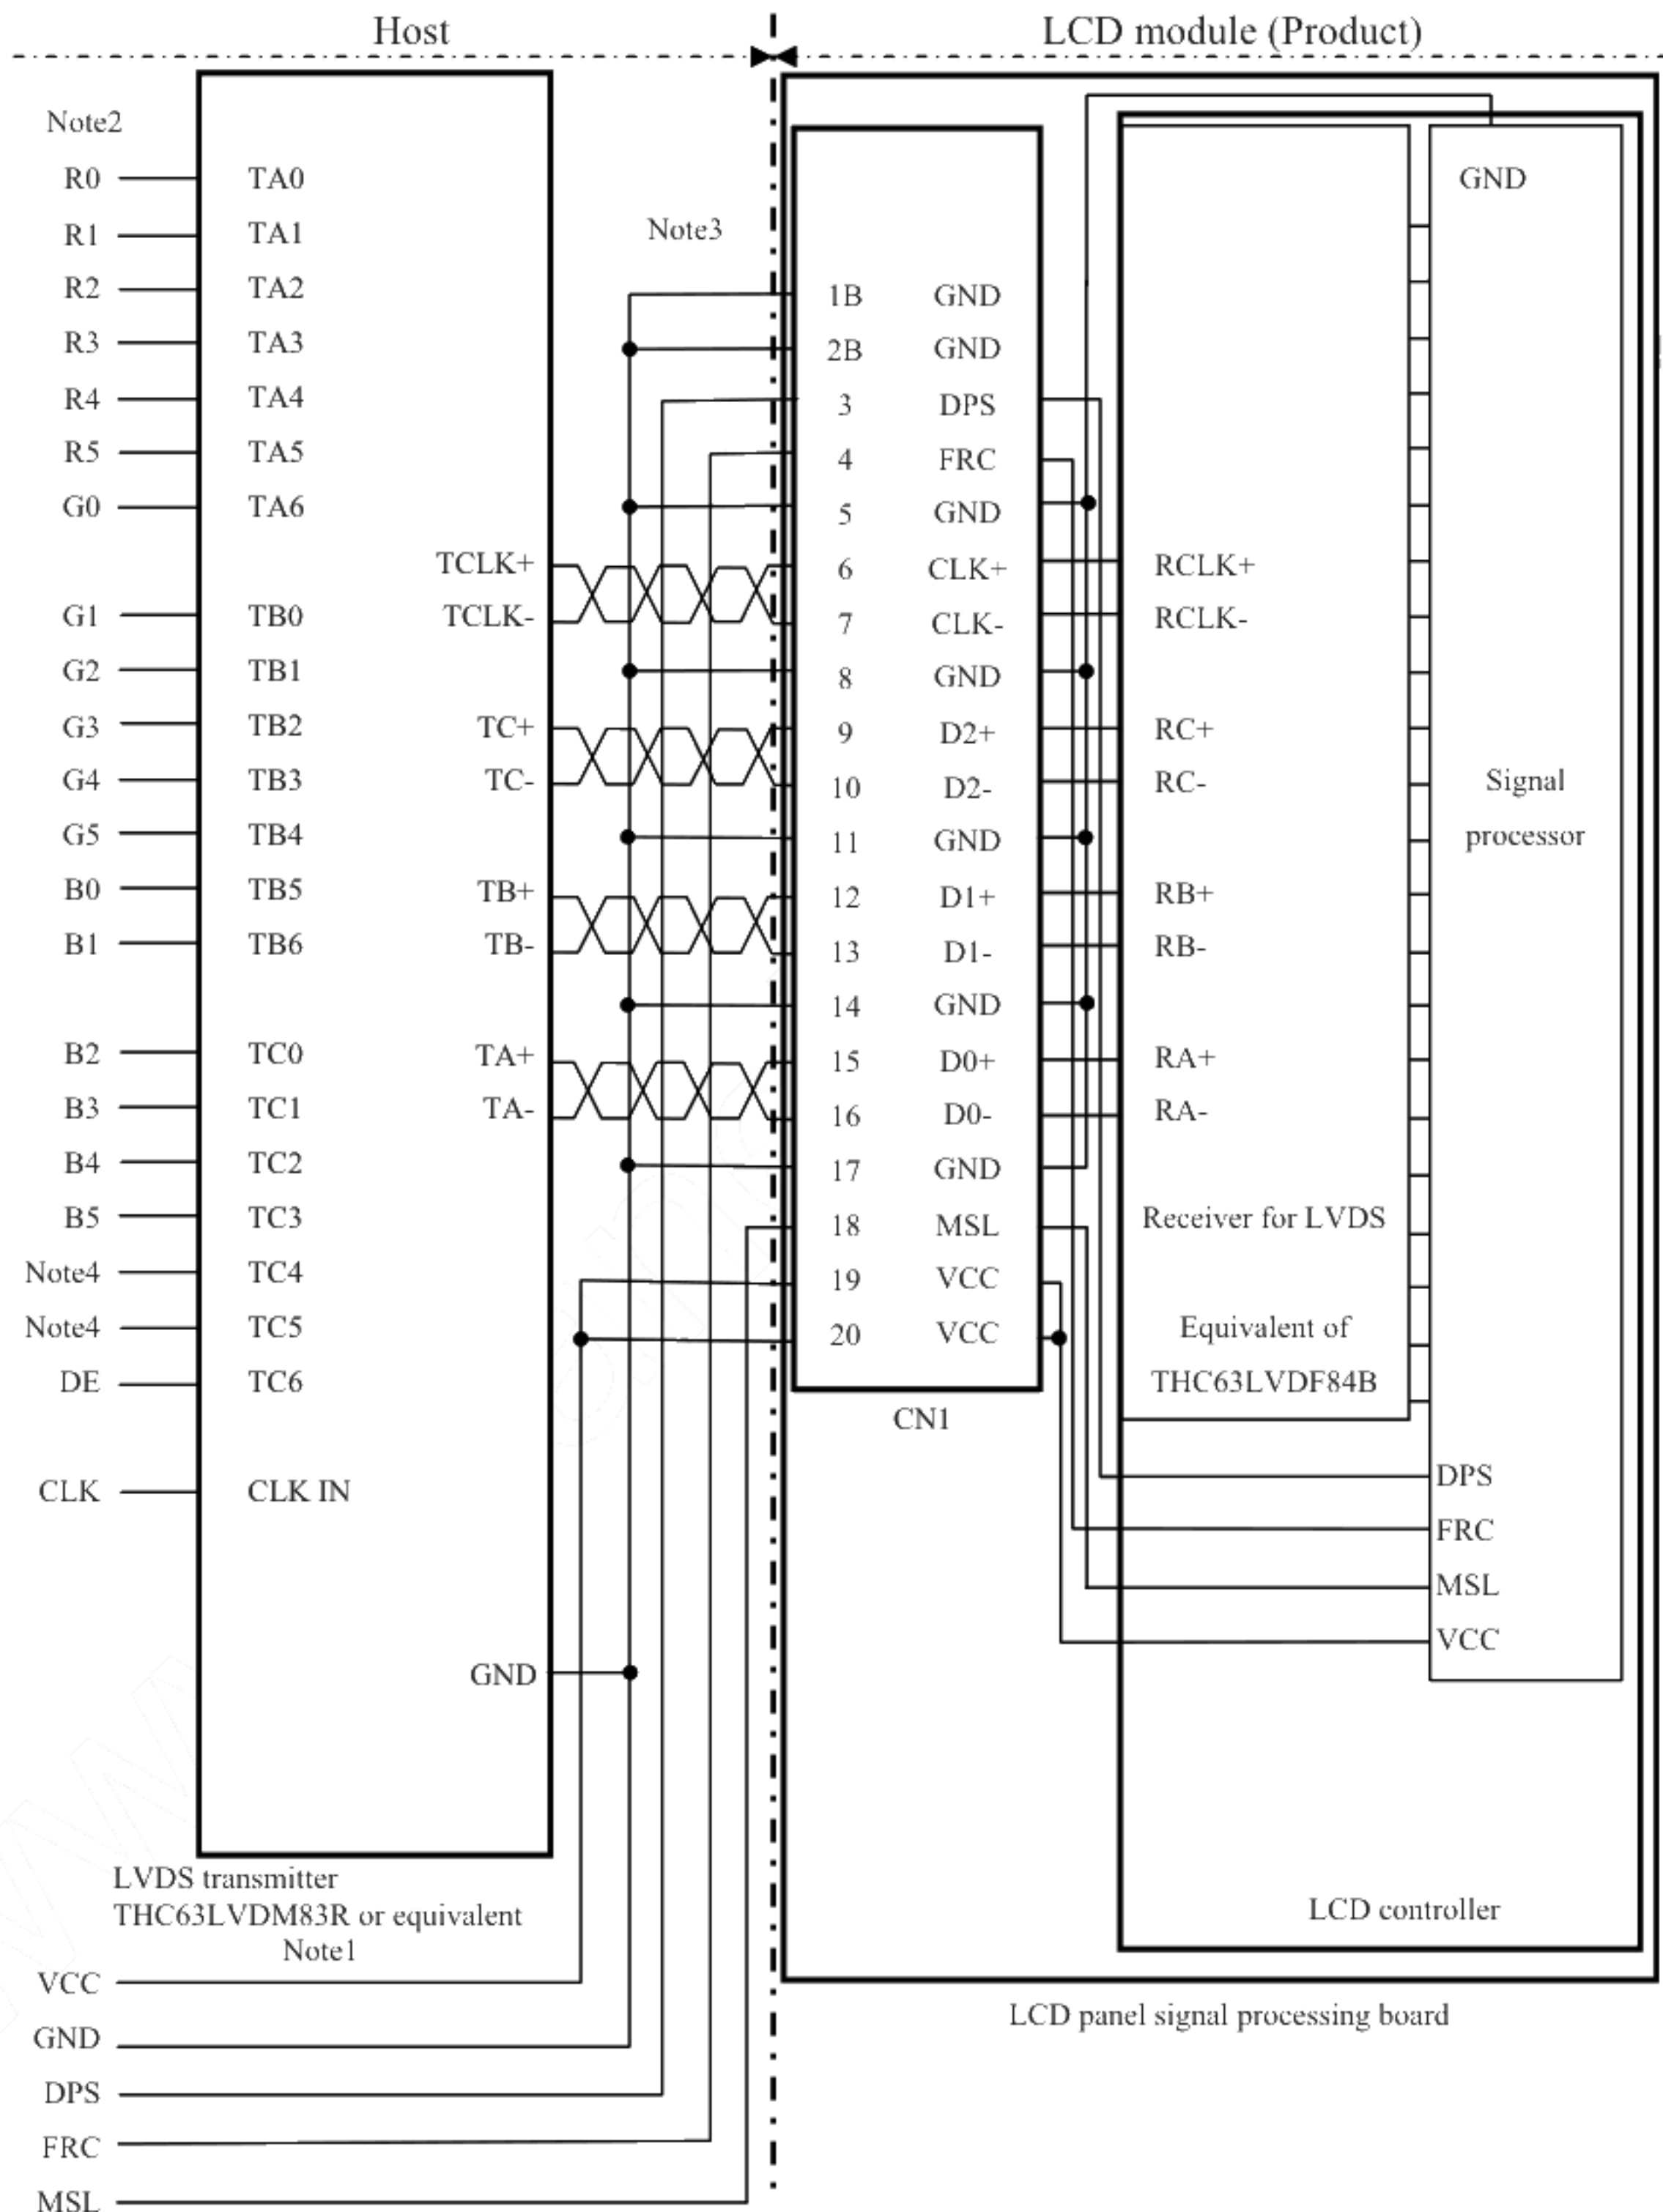 Host
LCD module (Product)
Note2
R0 TA0
R1 TA1
R2 TA2
R3 TA3
R4 TA4
R5 TA5
G0 TA6
TCLK+
G1 TB0 TCLK-
G2 TB1
G3 TB2 TC+
G4 TB3 TC-
G5 TB4
B0 TB5 TB+
B1 TB6 TB-
B2 TC0 TA+
B3 TC1 TA-
B4 TC2
B5 TC3
Note4 TC4
Note4 TC5
DE TC6
CLK CLK IN
GND
LVDS transmitter
THC63LVDM83R or equivalent
Note1
VCC
GND
DPS
FRC
MSL
Note3
1B GND
2B GND
3 DPS
4 FRC
5 GND
6 CLK+
7 CLK-
8 GND
9 D2+
10 D2-
11 GND
12 D1+
13 D1-
14 GND
15 D0+
16 D0-
17 GND
18 MSL
19 VCC
20 VCC
CN1
RCLK+
RCLK-
RC+
RC-
RB+
RB-
RA+
RA-
Receiver for LVDS
Equivalent of
THC63LVDF84B
GND
Signal
processor
DPS
FRC
MSL
VCC
LCD controller
LCD panel signal processing board